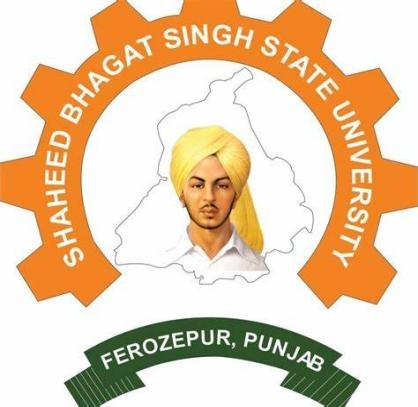 SHAHEED BHAGAT SINGH STATE UNIVERSITY
FEROZEPUR, PUNJAB